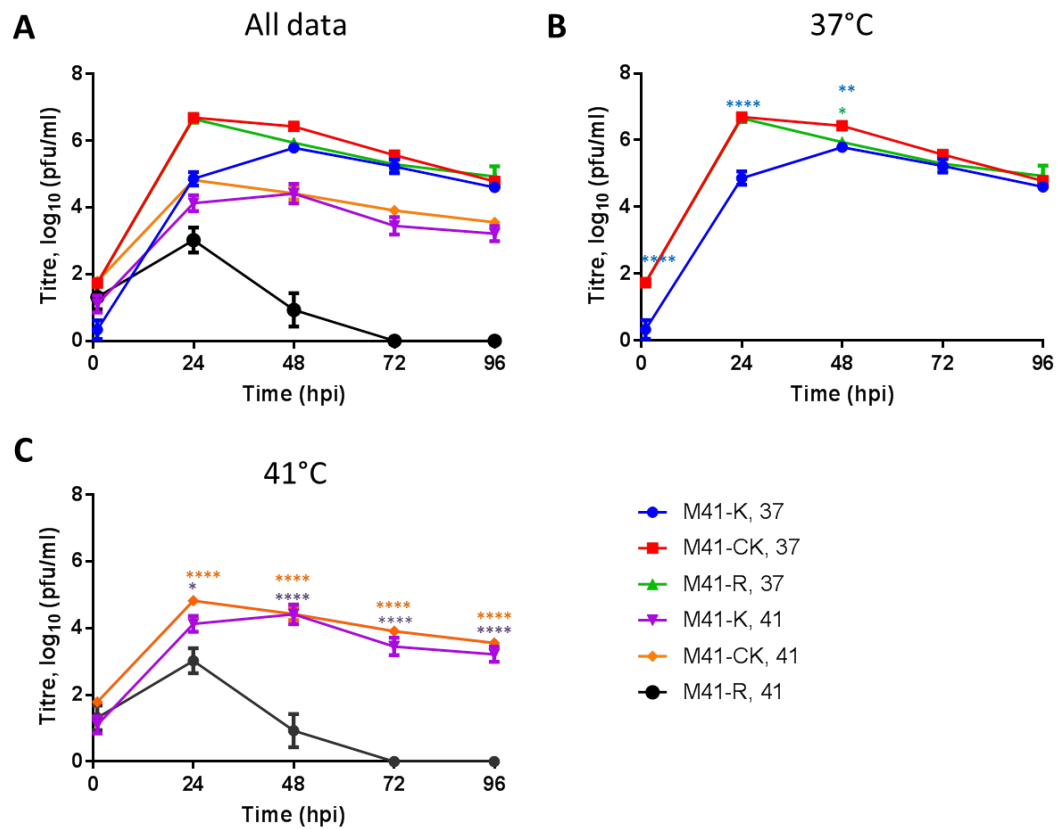 A
All data
Titre, log10 (pfu/ml)
8
6
4
2
0
0 24 48 72 96
Time (hpi)
B
37°C
Titre, log10 (pfu/ml)
8
6
4
2
0
**** **
*
****
0 24 48 72 96
Time (hpi)
C
41°C
Titre, log10 (pfu/ml)
8
6
4
2
0
**** **** **** ****
* **** **** ****
0 24 48 72 96
Time (hpi)
M41-K, 37
M41-CK, 37
M41-R, 37
M41-K, 41
M41-CK, 41
M41-R, 41